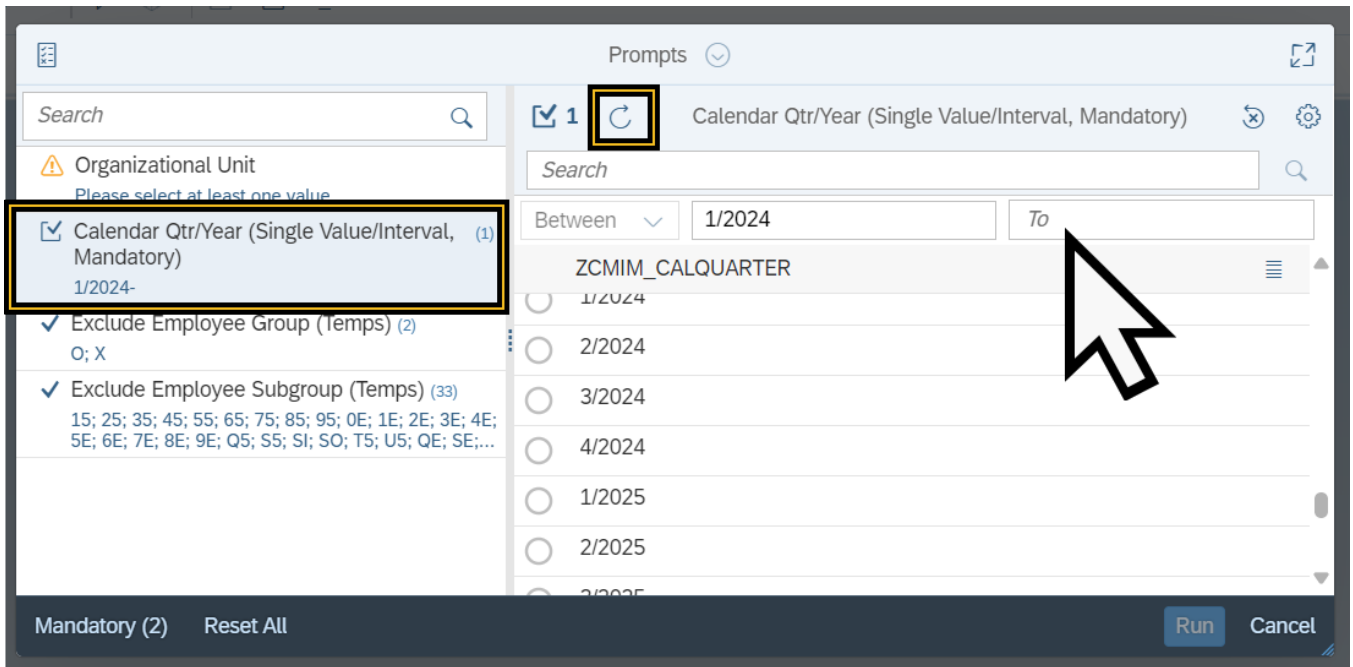 Prompts
Search
1
Calendar Qtr/Year (Single Value/Interval, Mandatory)
Search
Organizational Unit
Please select at least one value
Calendar Qtr/Year (Single Value/Interval, (1)
Mandatory)
1/2024-
Exclude Employee Group (Temps) (2)
O; X
Exclude Employee Subgroup (Temps) (33)
15; 25; 35; 45; 55; 65; 75; 85; 95; 0E; 1E; 2E; 3E; 4E;
5E; 6E; 7E; 8E; 9E; Q5; S5; SI; SO; T5; U5; QE; SE;...
Between 1/2024 To
ZCMIM_CALQUARTER
1/2024
2/2024
3/2024
4/2024
1/2025
2/2025
3/2025
Mandatory (2) Reset All Run Cancel